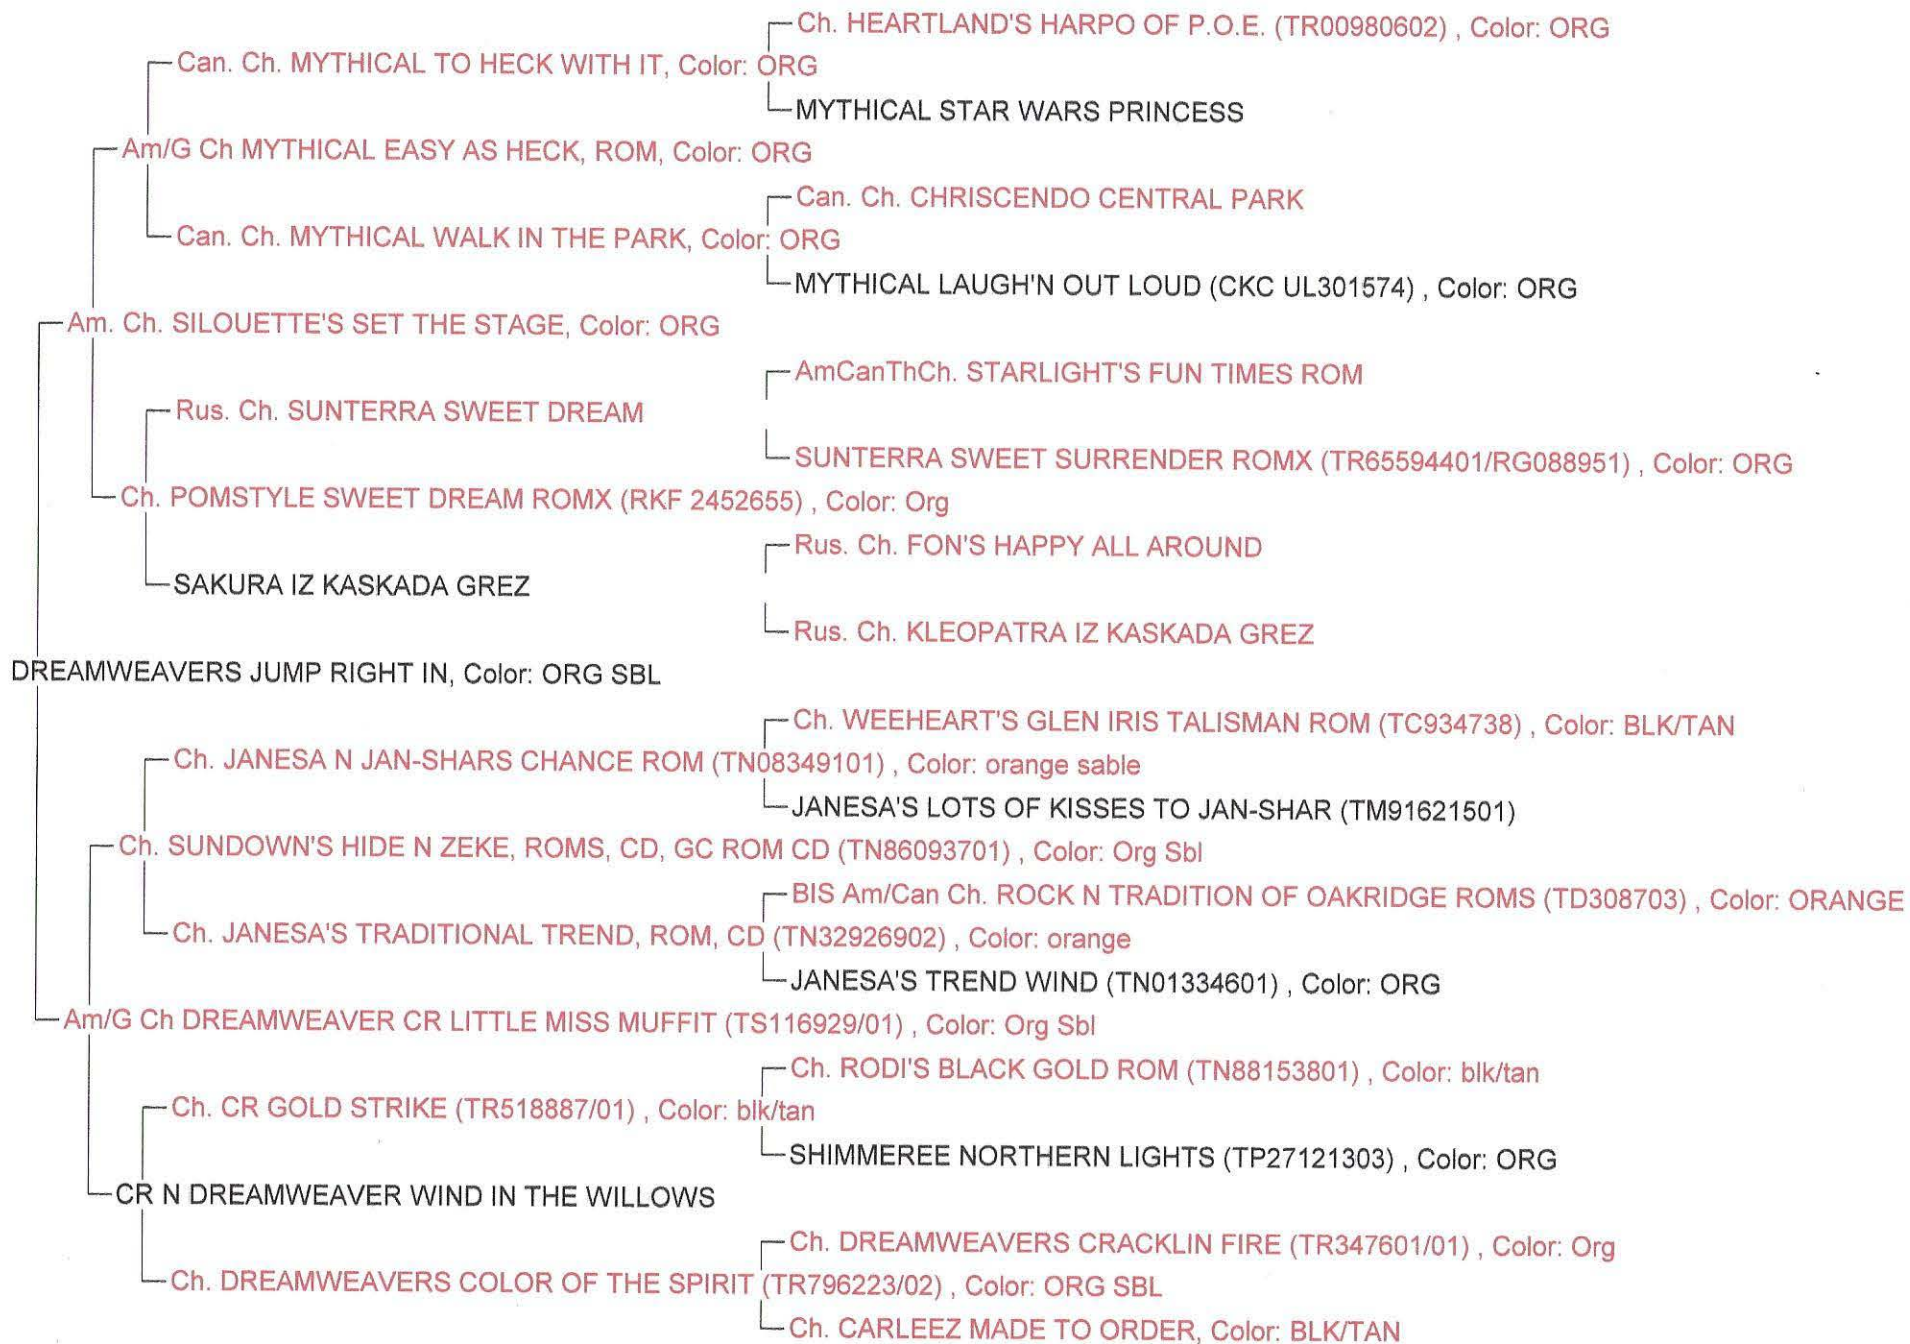 Ch. HEARTLAND'S HARPO OF P.O.E. (TR00980602) , Color: ORG
Can. Ch. MYTHICAL TO HECK WITH IT, Color: ORG
MYTHICAL STAR WARS PRINCESS
Am/G Ch MYTHICAL EASY AS HECK, ROM, Color: ORG
Can. Ch. CHRISCENDO CENTRAL PARK
Can. Ch. MYTHICAL WALK IN THE PARK, Color: ORG
MYTHICAL LAUGH'N OUT LOUD (CKC UL301574) , Color: ORG
Am. Ch. SILOUETTE'S SET THE STAGE, Color: ORG
AmCanThCh. STARLIGHT'S FUN TIMES ROM
Rus. Ch. SUNTERRA SWEET DREAM
SUNTERRA SWEET SURRENDER ROMX (TR65594401/RG088951) , Color: ORG
Ch. POMSTYLE SWEET DREAM ROMX (RKF 2452655) , Color: Org
Rus. Ch. FON'S HAPPY ALL AROUND
SAKURA IZ KASKADA GREZ
Rus. Ch. KLEOPATRA IZ KASKADA GREZ
DREAMWEAVERS JUMP RIGHT IN, Color: ORG SBL
Ch. WEEHEART'S GLEN IRIS TALISMAN ROM (TC934738) , Color: BLK/TAN
Ch. JANESA N JAN-SHARS CHANCE ROM (TN08349101) , Color: orange sable
JANESA'S LOTS OF KISSES TO JAN-SHAR (TM91621501)
Ch. SUNDOWN'S HIDE N ZEKE, ROMS, CD, GC ROM CD (TN86093701) , Color: Org Sbl
BIS Am/Can Ch. ROCK N TRADITION OF OAKRIDGE ROMS (TD308703) , Color: ORANGE
Ch. JANESA'S TRADITIONAL TREND, ROM, CD (TN32926902) , Color: orange
JANESA'S TREND WIND (TN01334601) , Color: ORG
Am/G Ch DREAMWEAVER CR LITTLE MISS MUFFIT (TS116929/01) , Color: Org Sbl
Ch. RODI'S BLACK GOLD ROM (TN88153801) , Color: blk/tan
Ch. CR GOLD STRIKE (TR518887/01) , Color: blk/tan
SHIMMEREE NORTHERN LIGHTS (TP27121303) , Color: ORG
CR N DREAMWEAVER WIND IN THE WILLOWS
Ch. DREAMWEAVERS CRACKLIN FIRE (TR347601/01) , Color: Org
Ch. DREAMWEAVERS COLOR OF THE SPIRIT (TR796223/02) , Color: ORG SBL
Ch. CARLEEZ MADE TO ORDER, Color: BLK/TAN